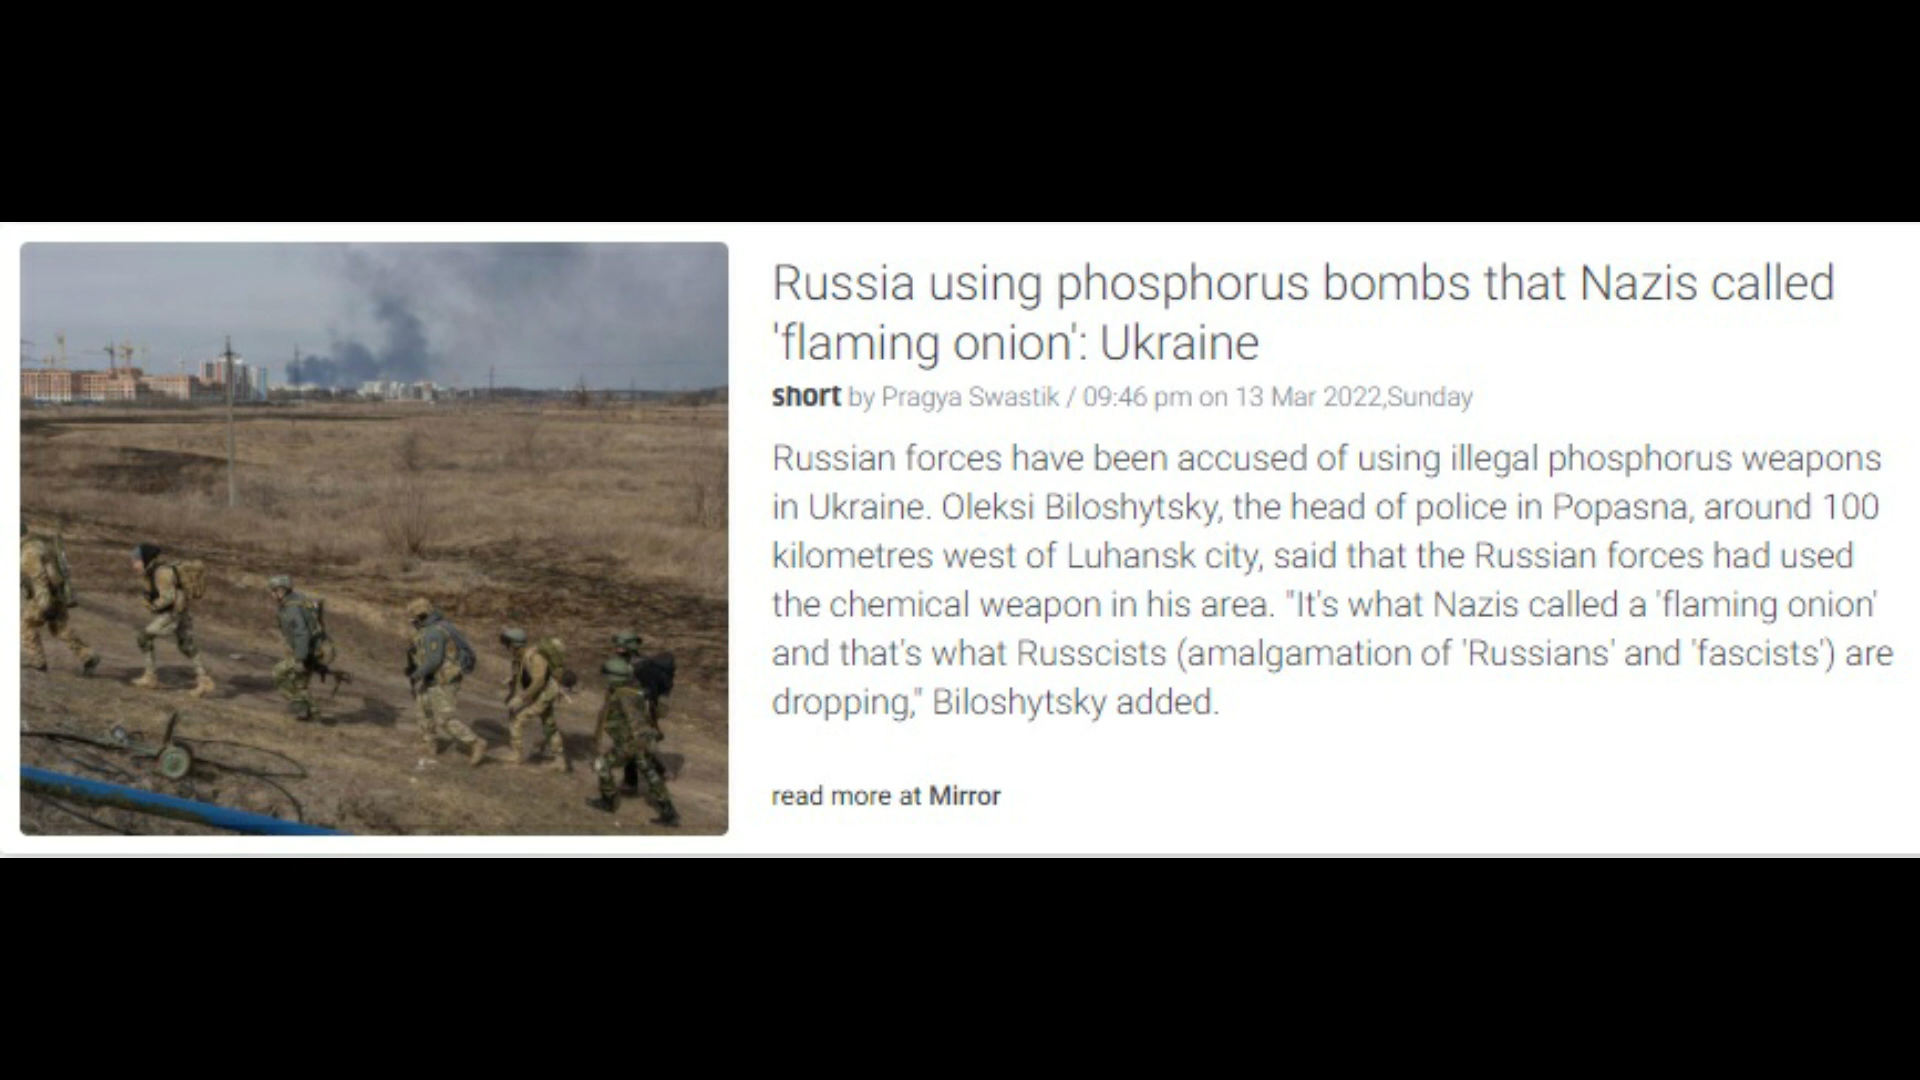 Russia using phosphorus bombs that Nazis called
'flaming onion': Ukraine
short by Pragya Swastik / 09:46 pm on 13 Mar 2022,Sunday
Russian forces have been accused of using illegal phosphorus weapons
in Ukraine. Oleksi Biloshytsky, the head of police in Popasna, around 100
kilometres west of Luhansk city, said that the Russian forces had used
the chemical weapon in his area. "It's what Nazis called a 'flaming onion'
and that's what Russcists (amalgamation of 'Russians' and 'fascists') are
dropping," Biloshytsky added.
read more at Mirror